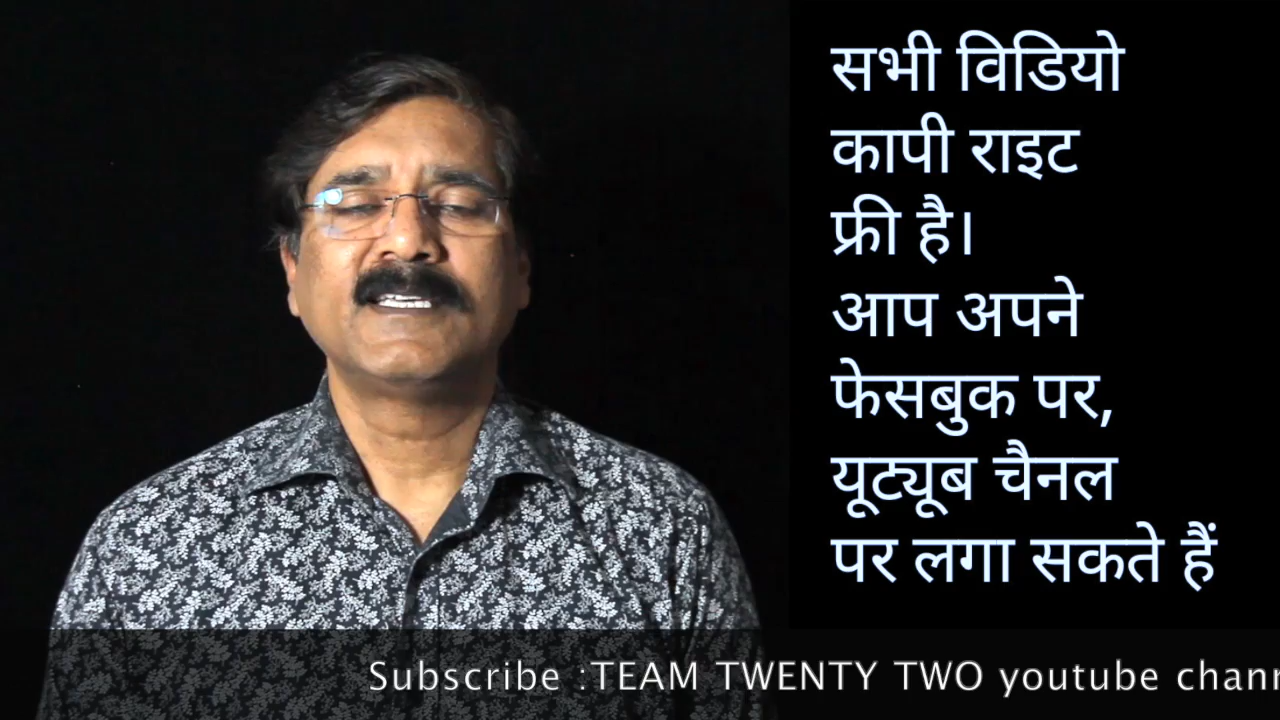 सभी विडियो
कापी राइट
फ्री है।
आप अपने
फेसबुक पर,
यूट्यूब चैनल
पर लगा सकते हैं
Subscribe :TEAM TWENTY TWO youtube